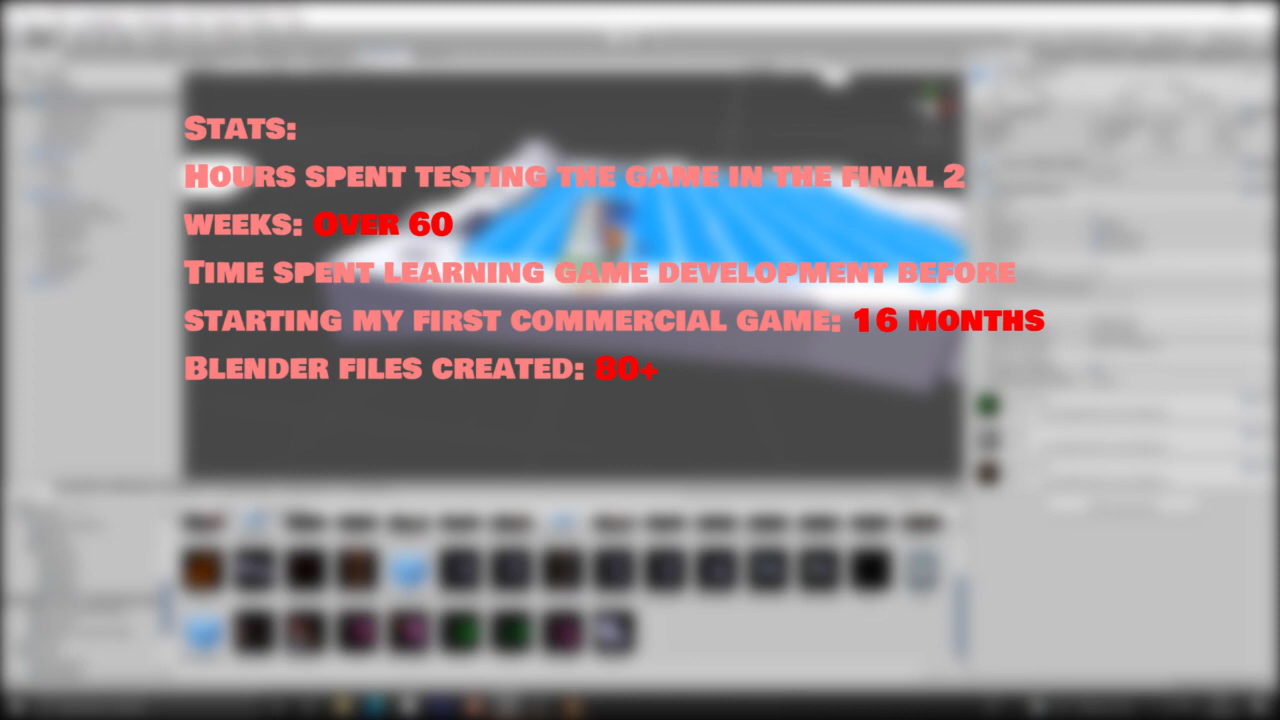 Stats:
Hours spent testing the game in the final 2
weeks: Over 60
Time spent learning game development before
starting my first commercial game: 16 months
Blender files created: 80+